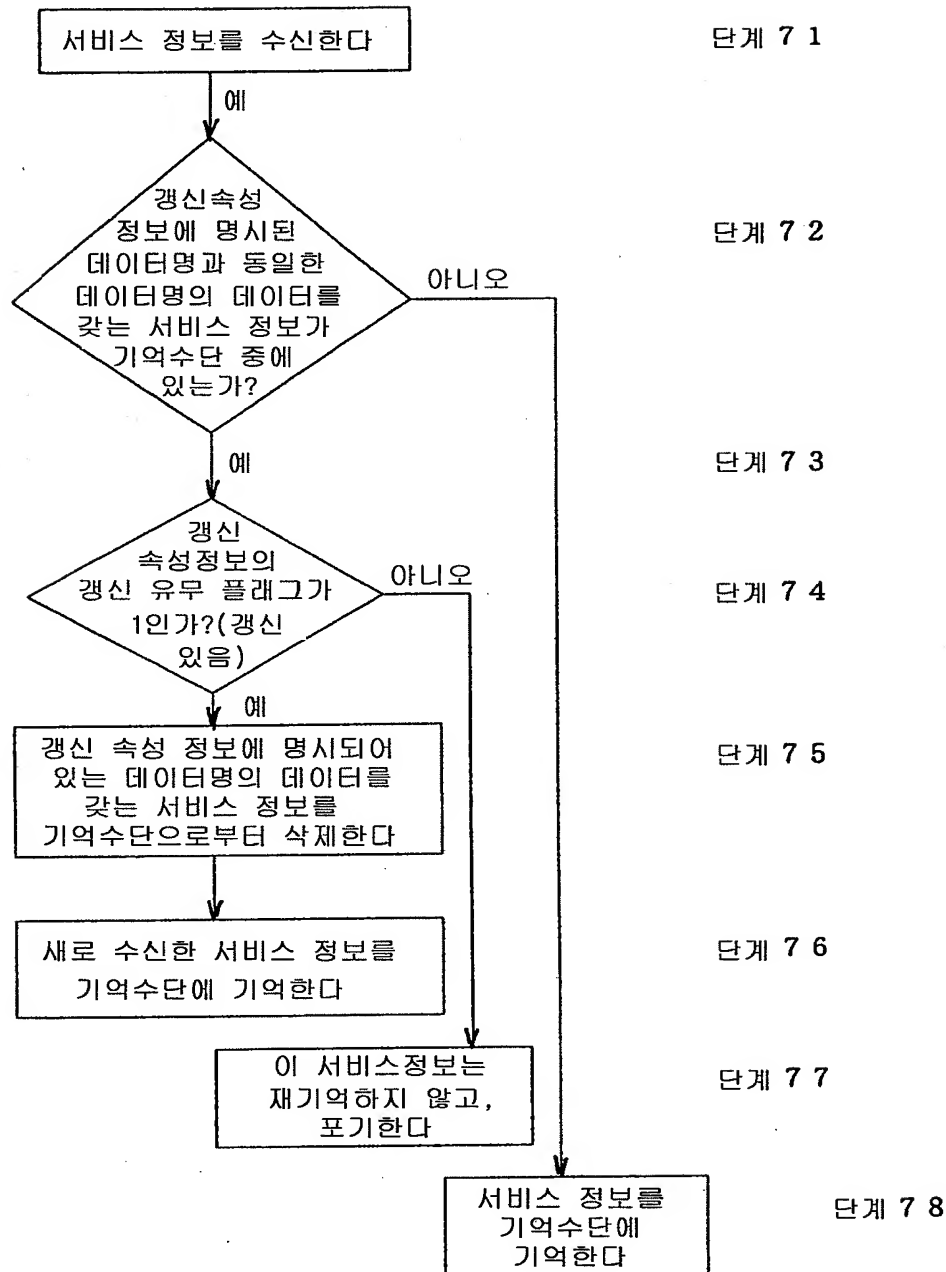 서비스 정보를 수신한다
단계 7 1
예
갱신속성
정보에 명시된
데이터명과 동일한
데이터명의 데이터를
갖는 서비스 정보가
기억수단 중에
있는가?
단계 7 2
아니오
예
단계 7 3
갱신
속성정보의
갱신 유무 플래그가
1인가?(갱신
있음)
아니오
단계 7 4
예
갱신 속성 정보에 명시되어
있는 데이터명의 데이터를
갖는 서비스 정보를
기억수단으로부터 삭제한다
단계 7 5
새로 수신한 서비스 정보를
기억수단에 기억한다
단계 7 6
이 서비스정보는
재기억하지 않고,
포기한다
단계 7 7
서비스 정보를
기억수단에
기억한다
단계 7 8